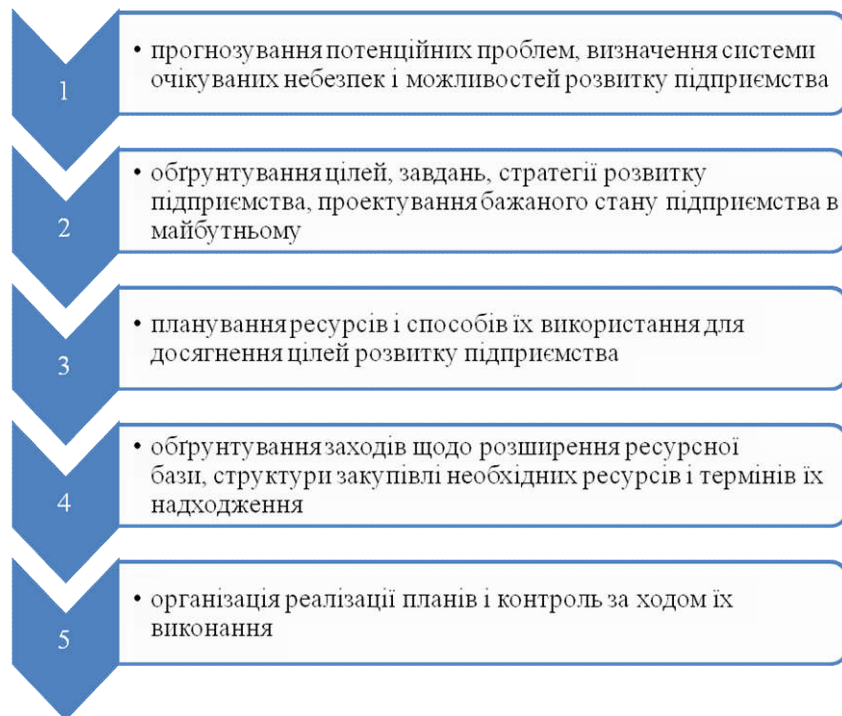 1
• прогнозування потенційних проблем, визначення системи
очікуваних небезпек і можливостей розвитку підприємства
2
• обґрунтування цілей, завдань, стратегії розвитку
підприємства, проектування бажаного стану підприємства в
майбутньому
3
• планування ресурсів і способів їх використання для
досягнення цілей розвитку підприємства
4
• обґрунтування заходів щодо розширення ресурсної
бази, структури закупівлі необхідних ресурсів і термінів їх
надходження
5
• організація реалізації планів і контроль за ходом їх
виконання